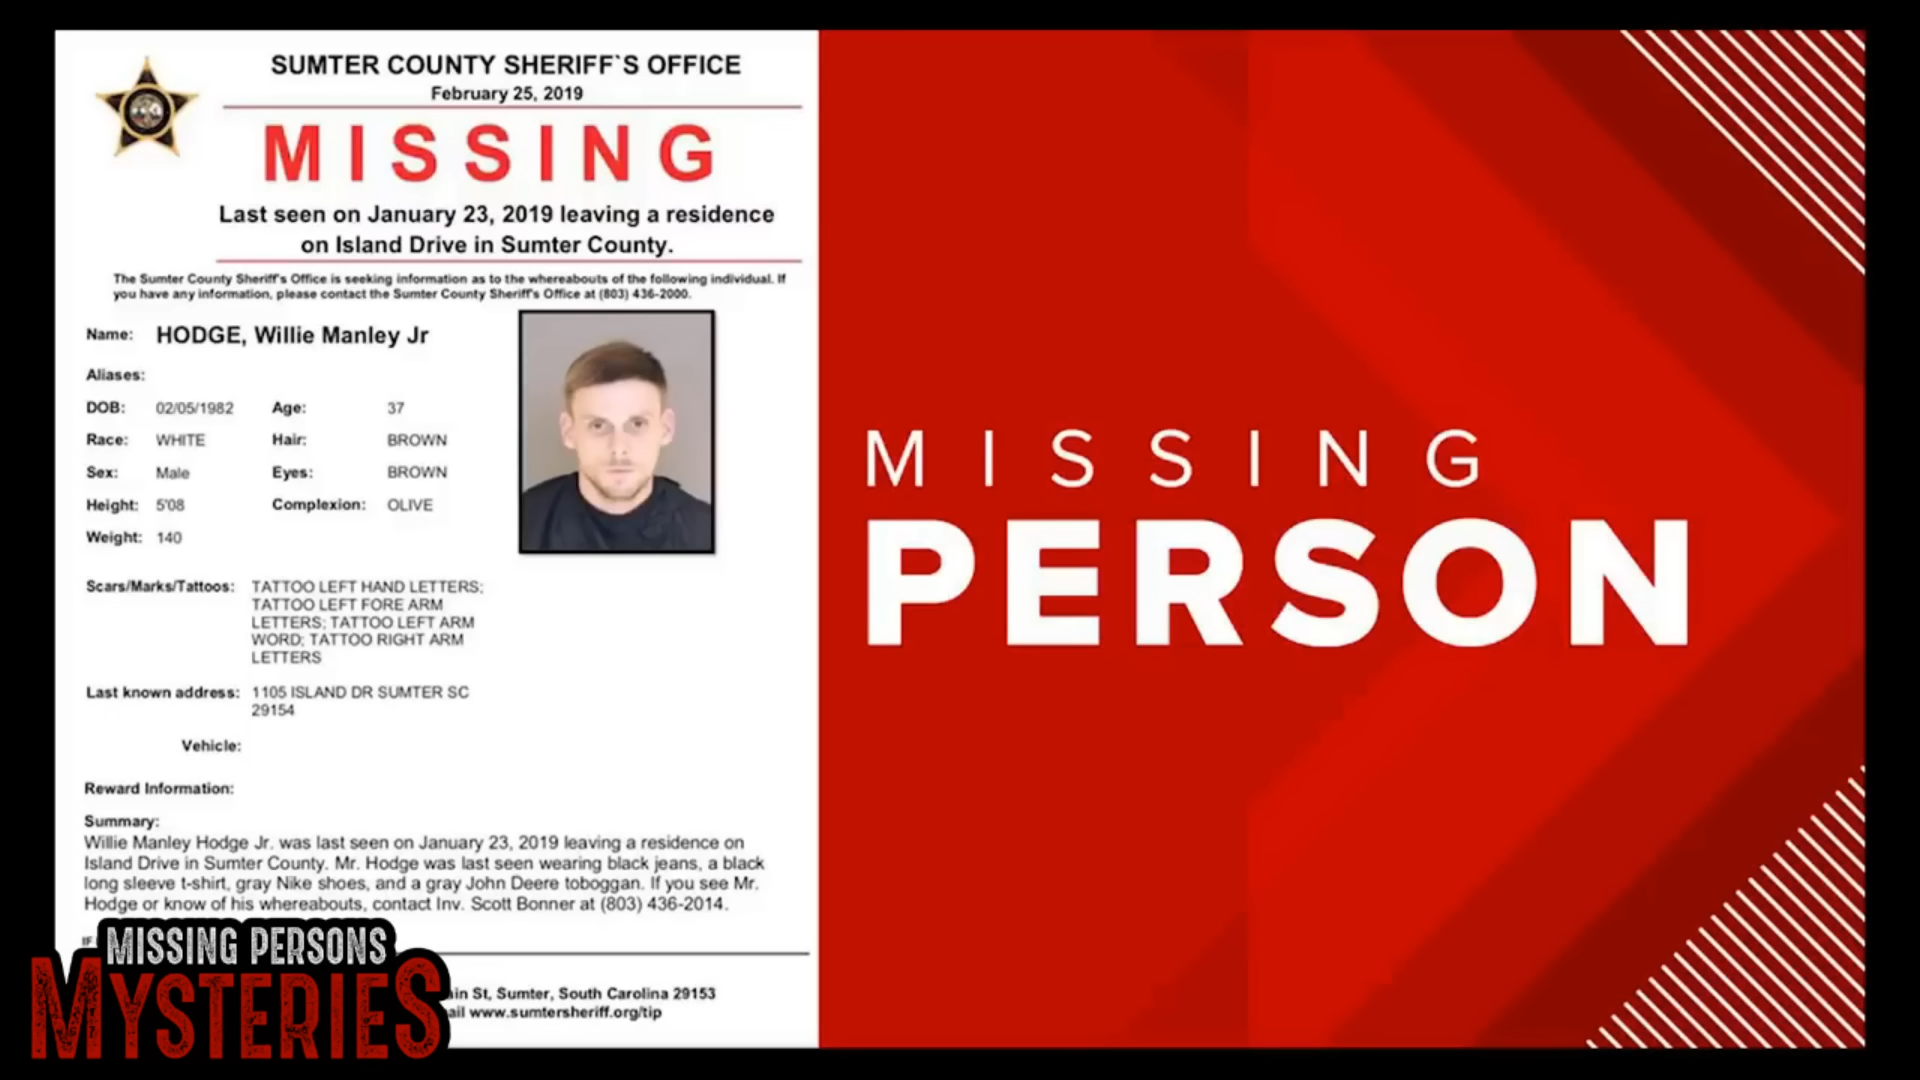 SUMTER COUNTY SHERIFF`S OFFICE
February 25, 2019
MISSING
Last seen on January 23, 2019 leaving a residence
on Island Drive in Sumter County.
The Sumter County Sheriff's Office is seeking information as to the whereabouts of the following individual. If
you have any information, please contact the Sumter County Sheriff's Office at (803) 436-2000.
Name: HODGE, Willie Manley Jr
Aliases:
DOB: 02/05/1982 Age: 37
Race: WHITE Hair: BROWN
Sex: Male Eyes: BROWN
Height: 5'08 Complexion: OLIVE
Weight: 140
Scars/Marks/Tattoos: TATTOO LEFT HAND LETTERS;
TATTOO LEFT FORE ARM
LETTERS; TATTOO LEFT ARM
WORD; TATTOO RIGHT ARM
LETTERS
Last known address: 1105 ISLAND DR SUMTER SC
29154
Vehicle:
Reward Information:
Summary:
Willie Manley Hodge Jr. was last seen on January 23, 2019 leaving a residence on
Island Drive in Sumter County. Mr. Hodge was last seen wearing black jeans, a black
long sleeve t-shirt, gray Nike shoes, and a gray John Deere toboggan. If you see Mr.
Hodge or know of his whereabouts, contact Inv. Scott Bonner at (803) 436-2014.
IF
ain St, Sumter, South Carolina 29153
ail www.sumtersheriff.org/tip
MISSING PERSONS
MYSTERIES
MISSING
PERSON